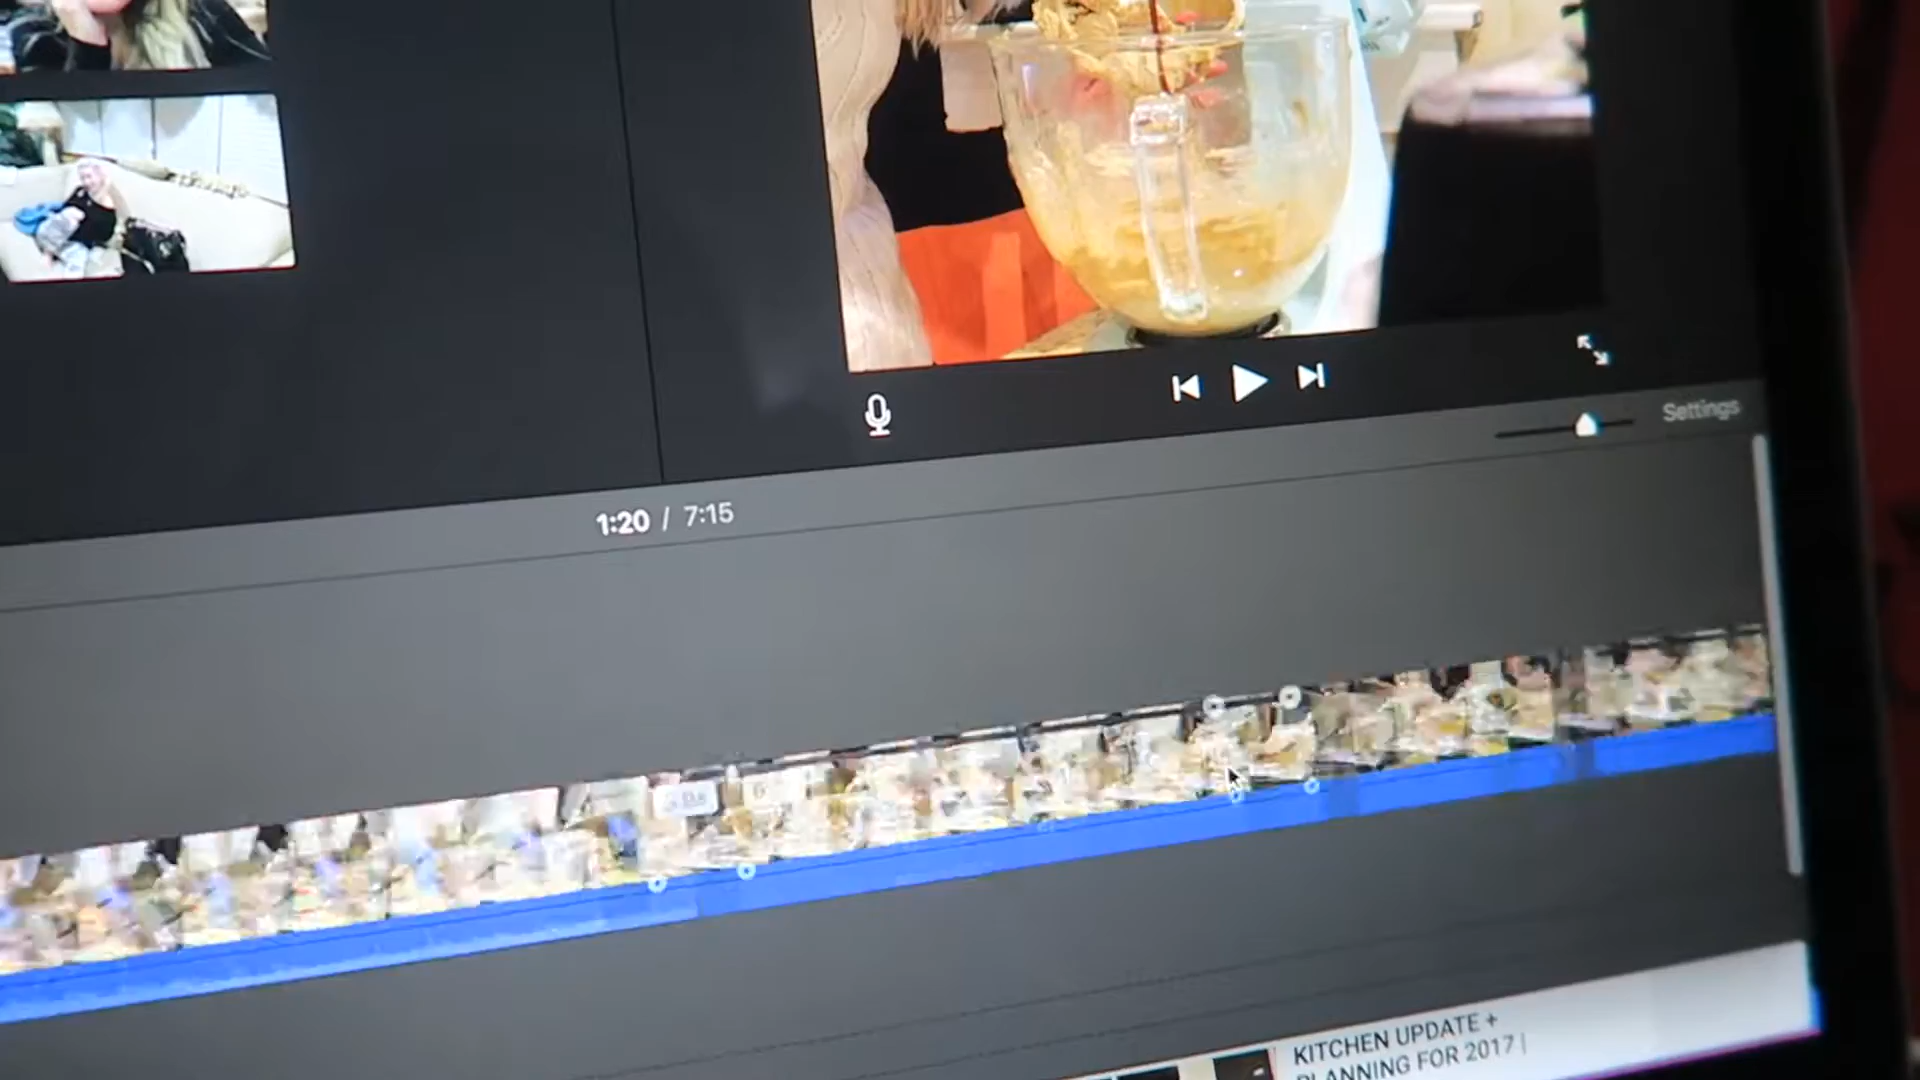 Settings
1:20 / 7:15
KITCHEN UPDATE +
PLANNING FOR 2017 |